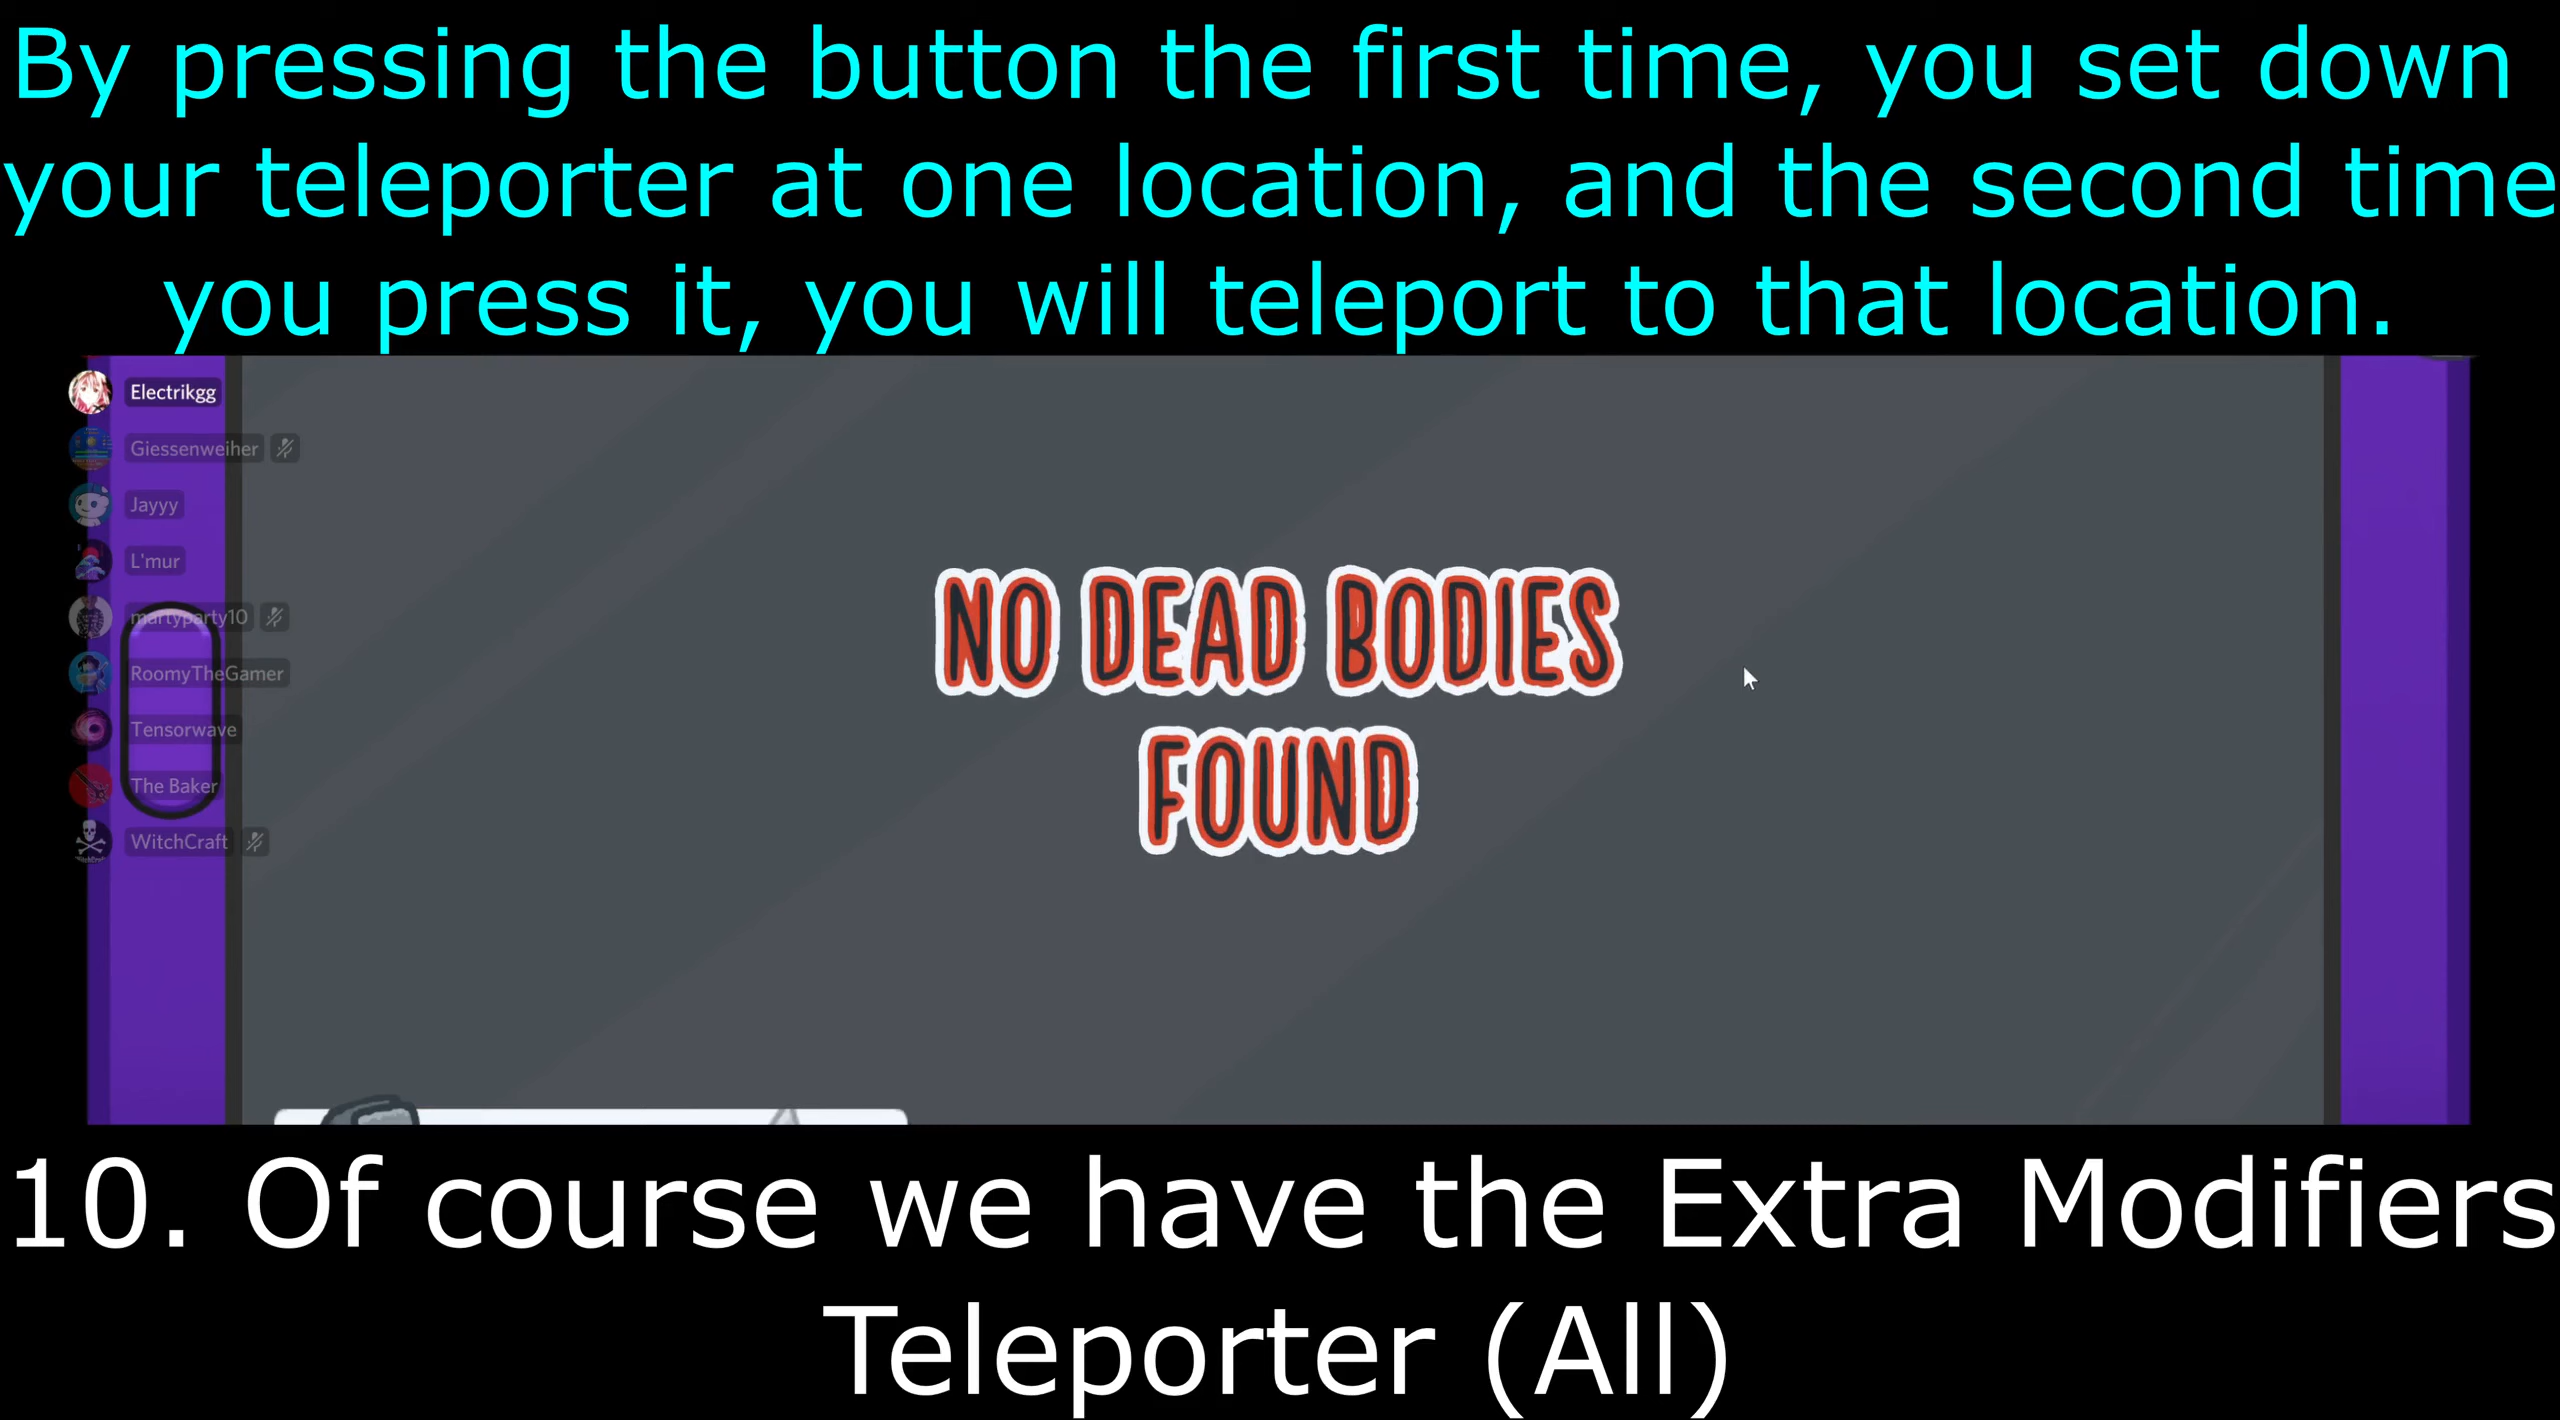 By pressing the button the first time, you set down
your teleporter at one location, and the second time
you press it, you will teleport to that location.
Electrikgg
Giessenweiher
Jayyy
L'mur
martyparty10
RoomyTheGamer
Tensorwave
The Baker
WitchCraft
NO DEAD BODIES
FOUND
10. Of course we have the Extra Modifiers
Teleporter (All)